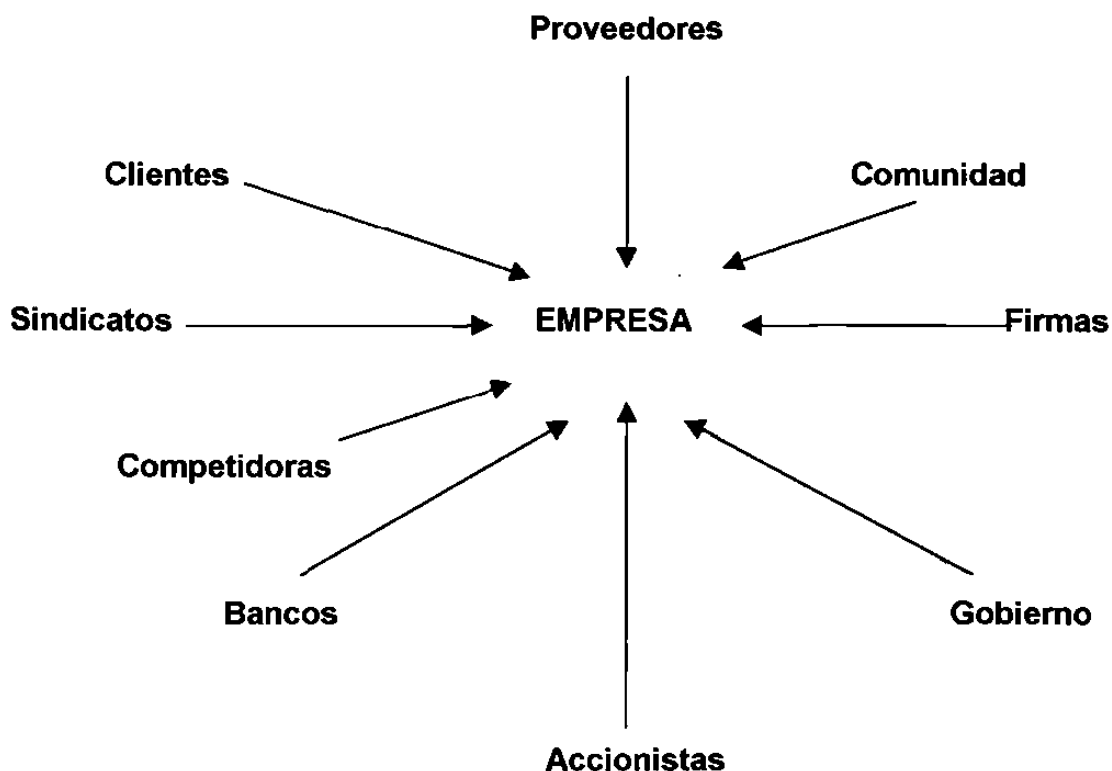 Proveedores
Clientes
Comunidad
Sindicatos
EMPRESA
Firmas
Competidoras
Bancos
Gobierno
Accionistas